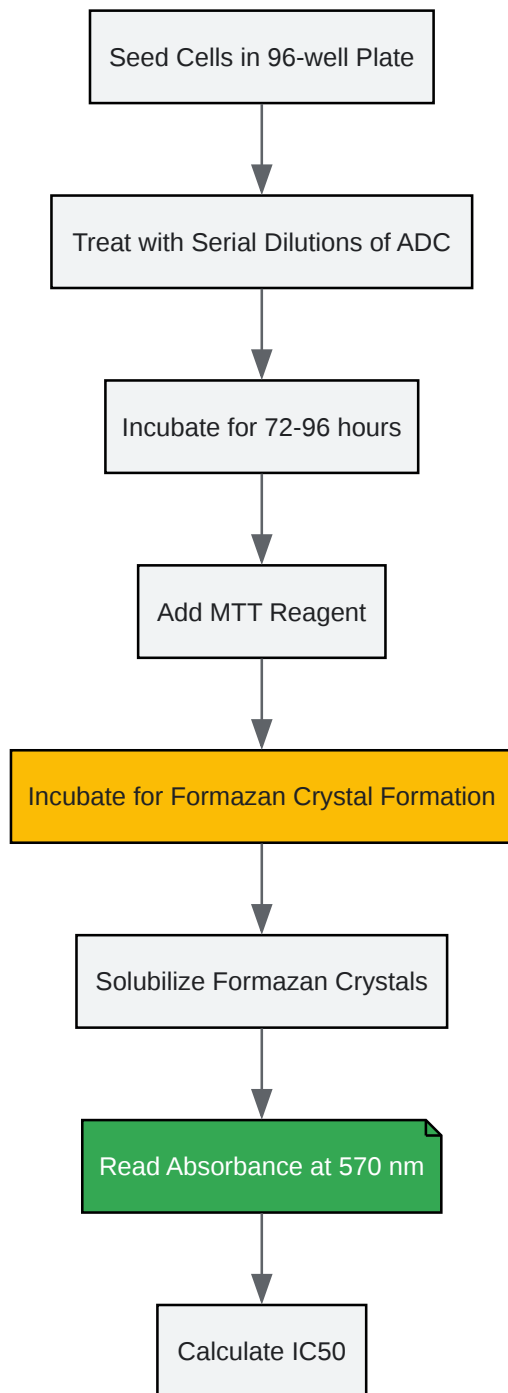 Seed Cells in 96-well Plate
Treat with Serial Dilutions of ADC
Incubate for 72-96 hours
Add MTT Reagent
Incubate for Formazan Crystal Formation
Solubilize Formazan Crystals
Read Absorbance at 570 nm
Calculate IC50